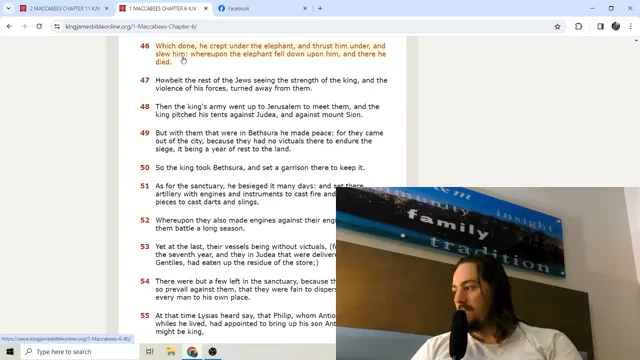 2 MACCABEES CHAPTER 11 KJV
1 MACCABEES CHAPTER 6 KJV
Facebook
kingjamesbibleonline.org/1-Maccabees-Chapter-6/
46 Which done, he crept under the elephant, and thrust him under, and
slew him: whereupon the elephant fell down upon him, and there he
died.
47 Howbeit the rest of the Jews seeing the strength of the king, and the
violence of his forces, turned away from them.
48 Then the king's army went up to Jerusalem to meet them, and the
king pitched his tents against Judea, and against mount Sion.
49 But with them that were in Bethsura he made peace: for they came
out of the city, because they had no victuals there to endure the
siege, it being a year of rest to the land.
50 So the king took Bethsura, and set a garrison there to keep it.
51 As for the sanctuary, he besieged it many days: and set there
artillery with engines and instruments to cast fire and
pieces to cast darts and slings.
52 Whereupon they also made engines against their
them battle a long season.
53 Yet at the last, their vessels being without victuals,
the seventh year, and they in Judea that were
Gentiles, had eaten up the residue of the store;)
54 There were but a few left in the sanctuary, because
so prevail against them, that they were fain to
every man to his own place.
55 At that time Lysias heard say, that Philip, whom
whiles he lived, had appointed to bring up his son
might be king,
community
insight
family
tradition
https://www.kingjamesbibleonline.org/1-Maccabees-6-46/
Type here to search